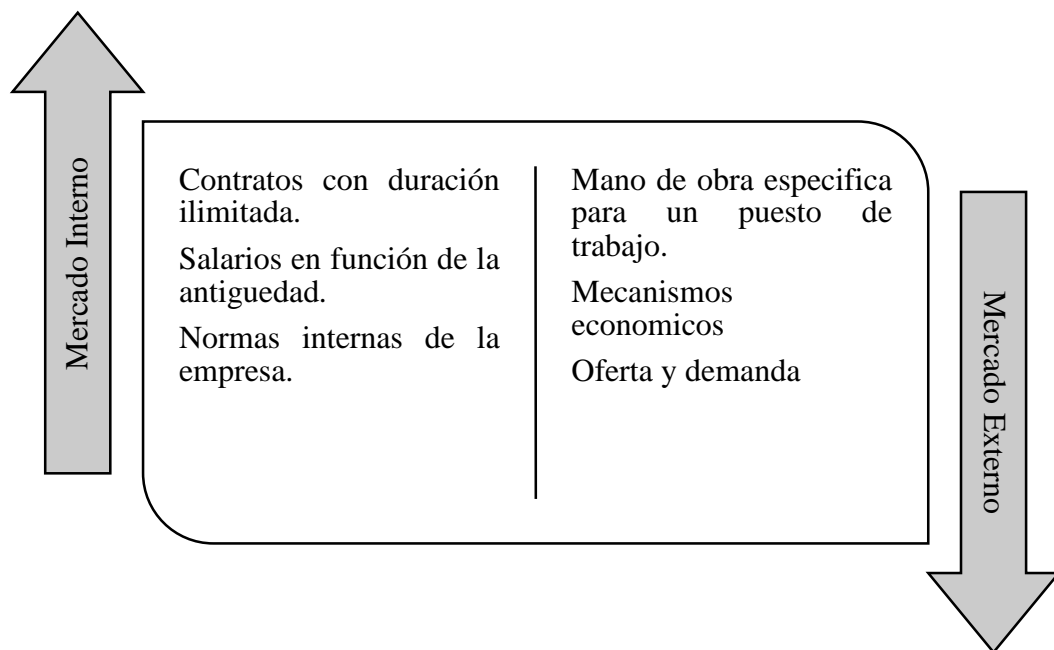 Mercado Interno
Contratos con duración
ilimitada.
Salarios en función de la
antiguedad.
Normas internas de la
empresa.
Mano de obra especifica
para un puesto de
trabajo.
Mecanismos
economicos
Oferta y demanda
Mercado Externo